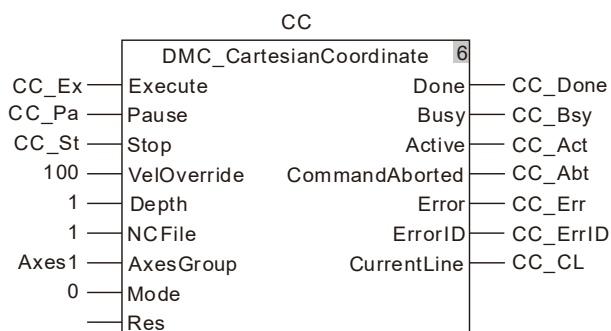 CC
DMC_CartesianCoordinate 6
CC_Ex Execute Done CC_Done
CC_Pa Pause Busy CC_Bsy
CC_St Stop Active CC_Act
100 VelOverride CommandAborted CC_Abt
1 Depth Error CC_Err
1 NCFile ErrorID CC_ErrID
Axes1 AxesGroup CurrentLine CC_CL
0 Mode
Res